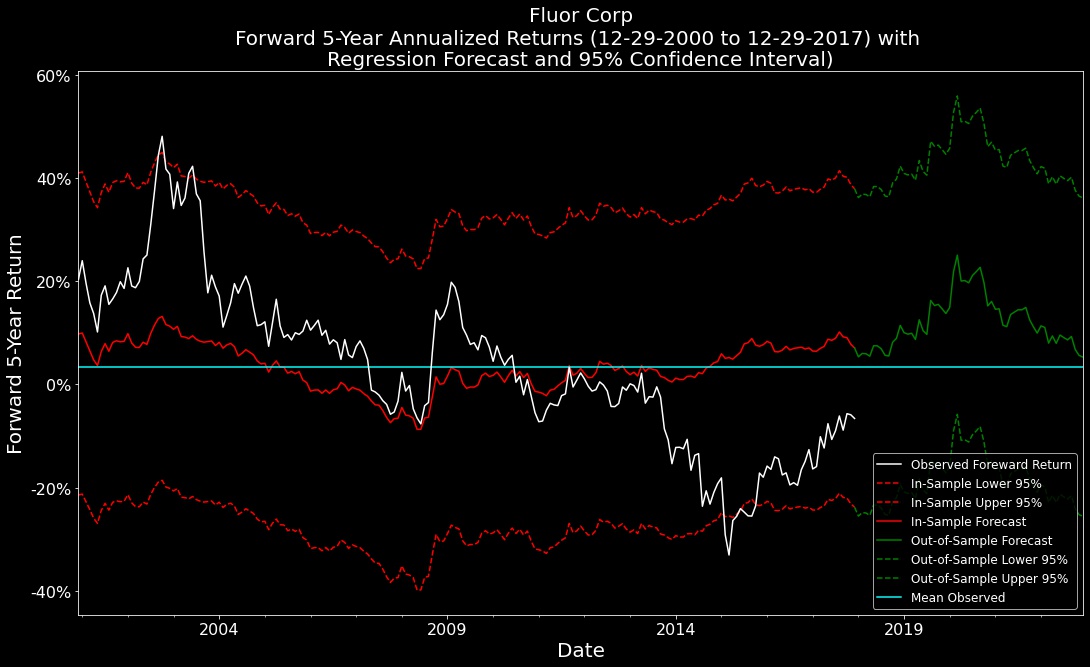 Fluor Corp
Forward 5-Year Annualized Returns (12-29-2000 to 12-29-2017) with
Regression Forecast and 95% Confidence Interval)
60%
40%
20%
0%
-20%
-40%
Forward 5-Year Return
2004
2009
2014
2019
Date
Observed Foreward Return
In-Sample Lower 95%
In-Sample Upper 95%
In-Sample Forecast
Out-of-Sample Forecast
Out-of-Sample Lower 95%
Out-of-Sample Upper 95%
Mean Observed